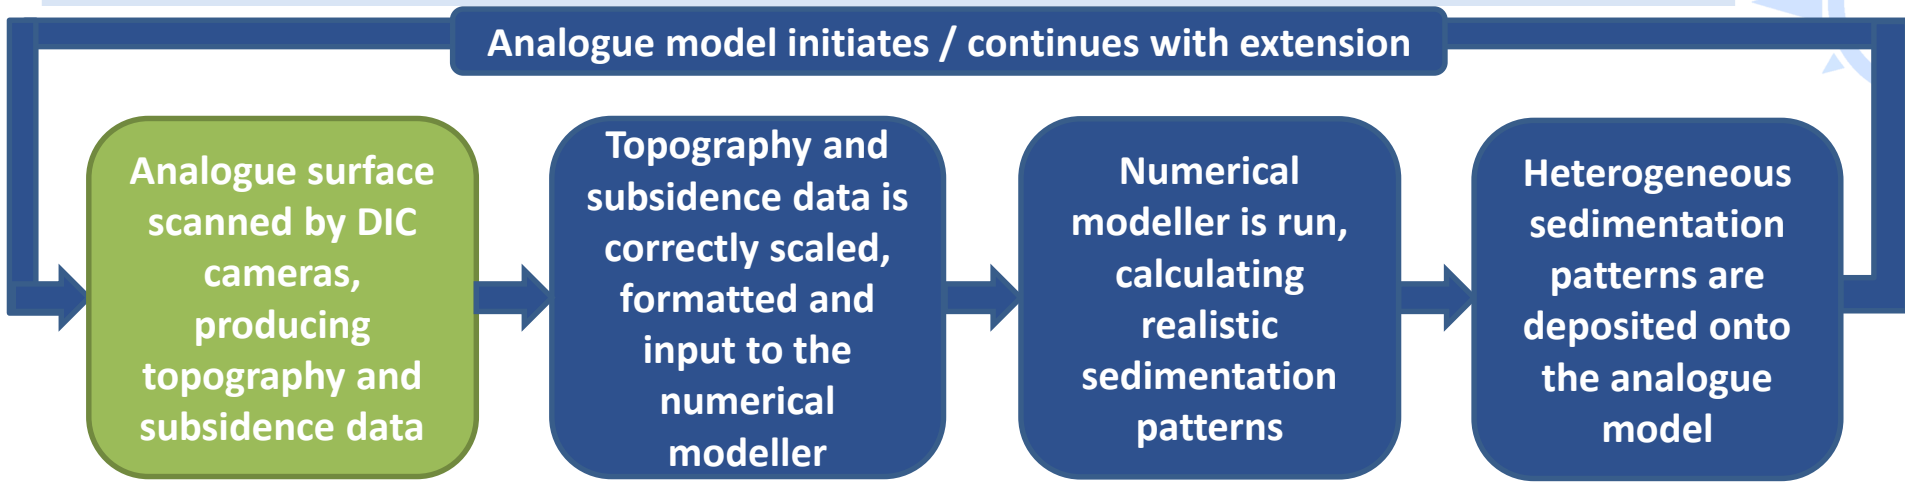 Analogue model initiates / continues with extension
Analogue surface
scanned by DIC
cameras,
producing
topography and
subsidence data
Topography and
subsidence data is
correctly scaled,
formatted and
input to the
numerical
modeller
Numerical
modeller is run,
calculating
realistic
sedimentation
patterns
Heterogeneous
sedimentation
patterns are
deposited onto
the analogue
model